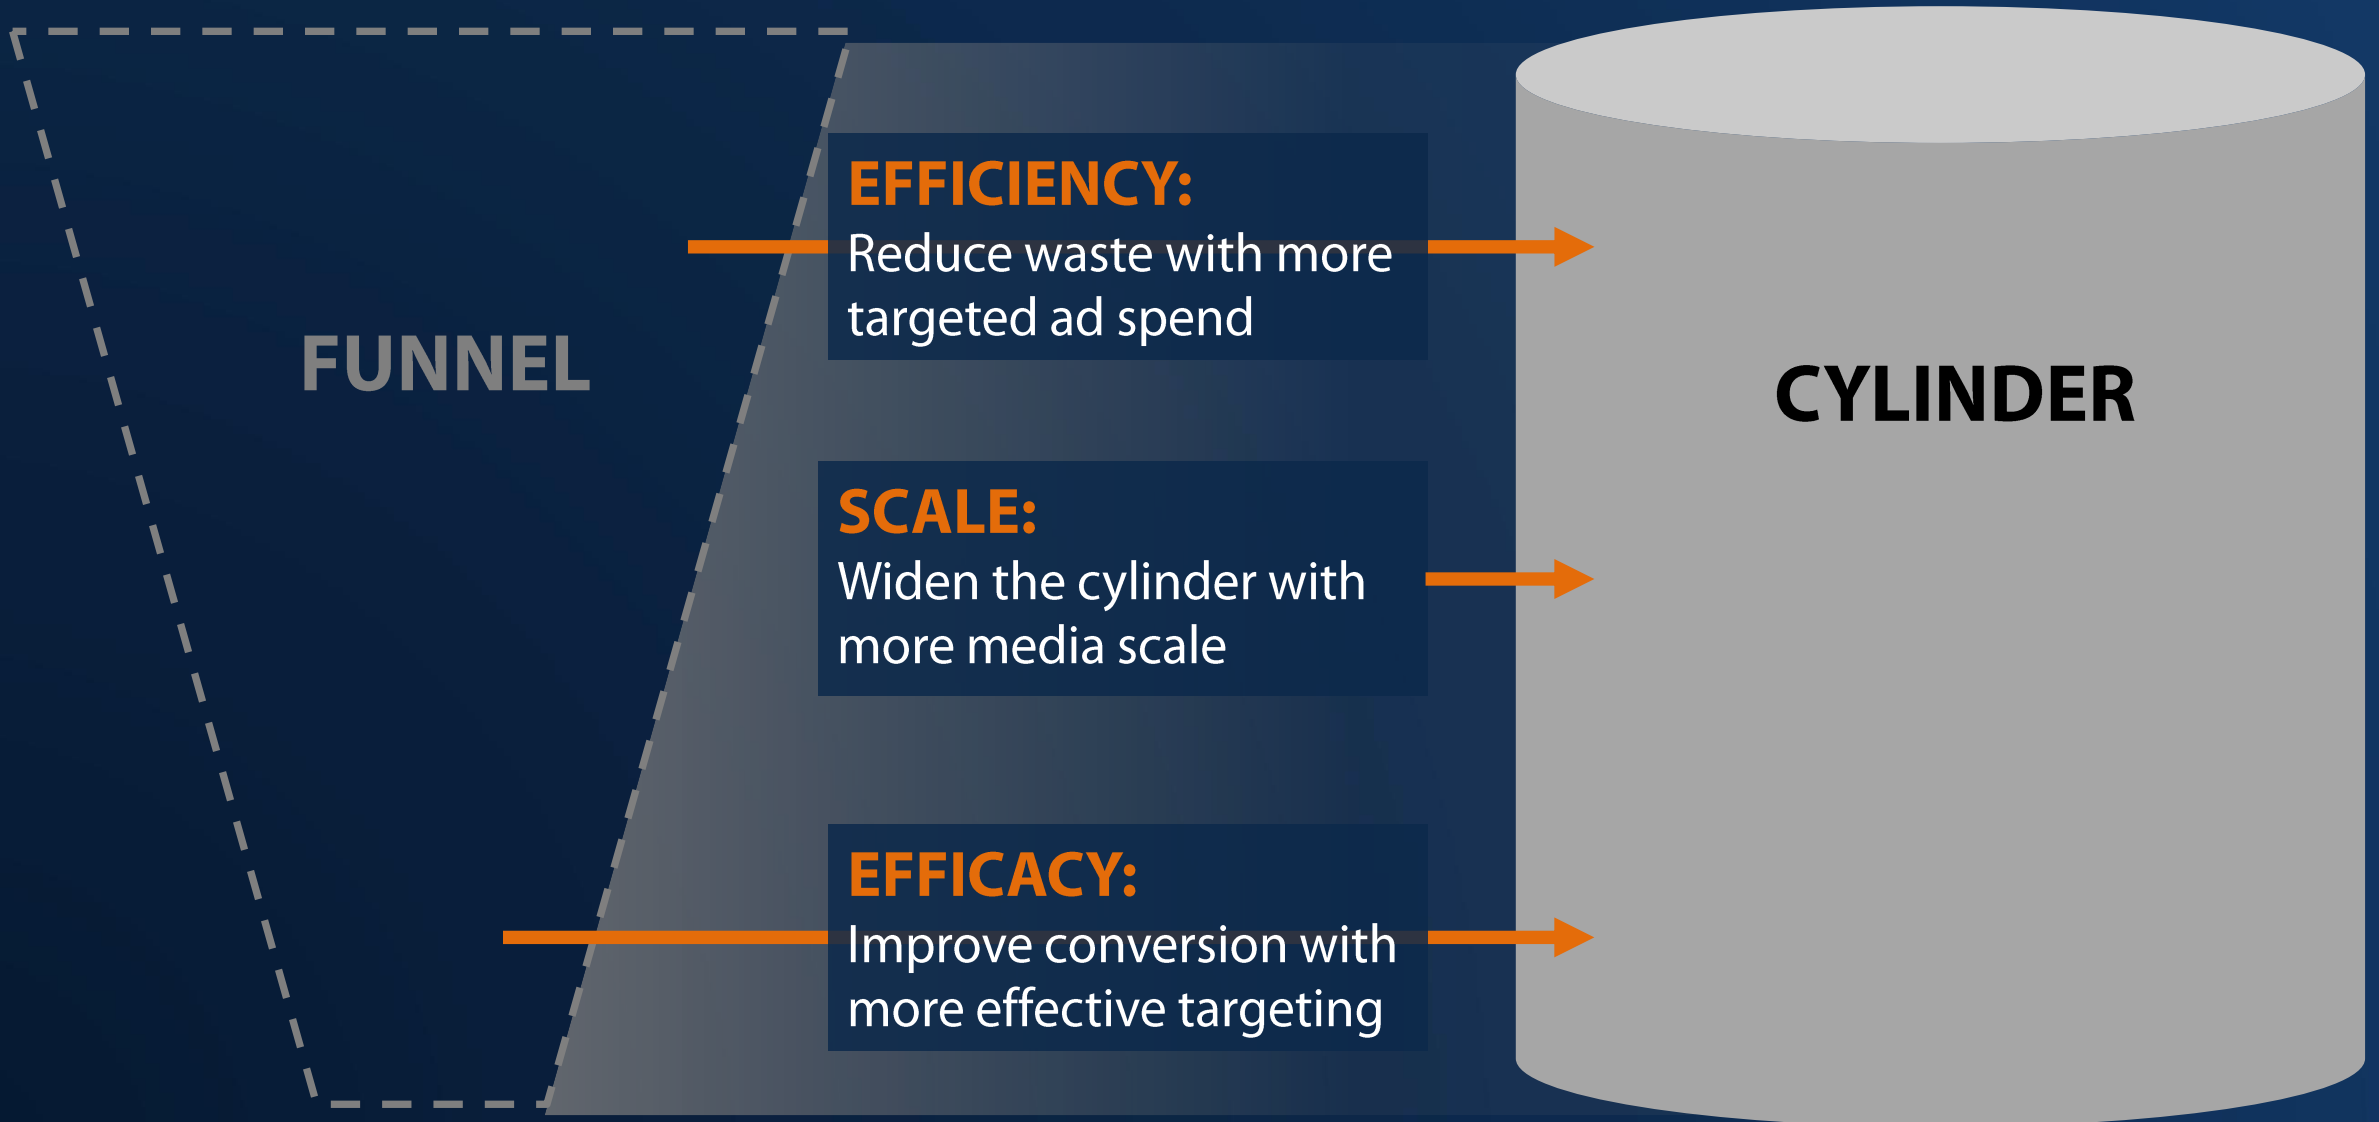 FUNNEL
EFFICIENCY:
Reduce waste with more
targeted ad spend
SCALE:
Widen the cylinder with
more media scale
EFFICACY:
Improve conversion with
more effective targeting
CYLINDER